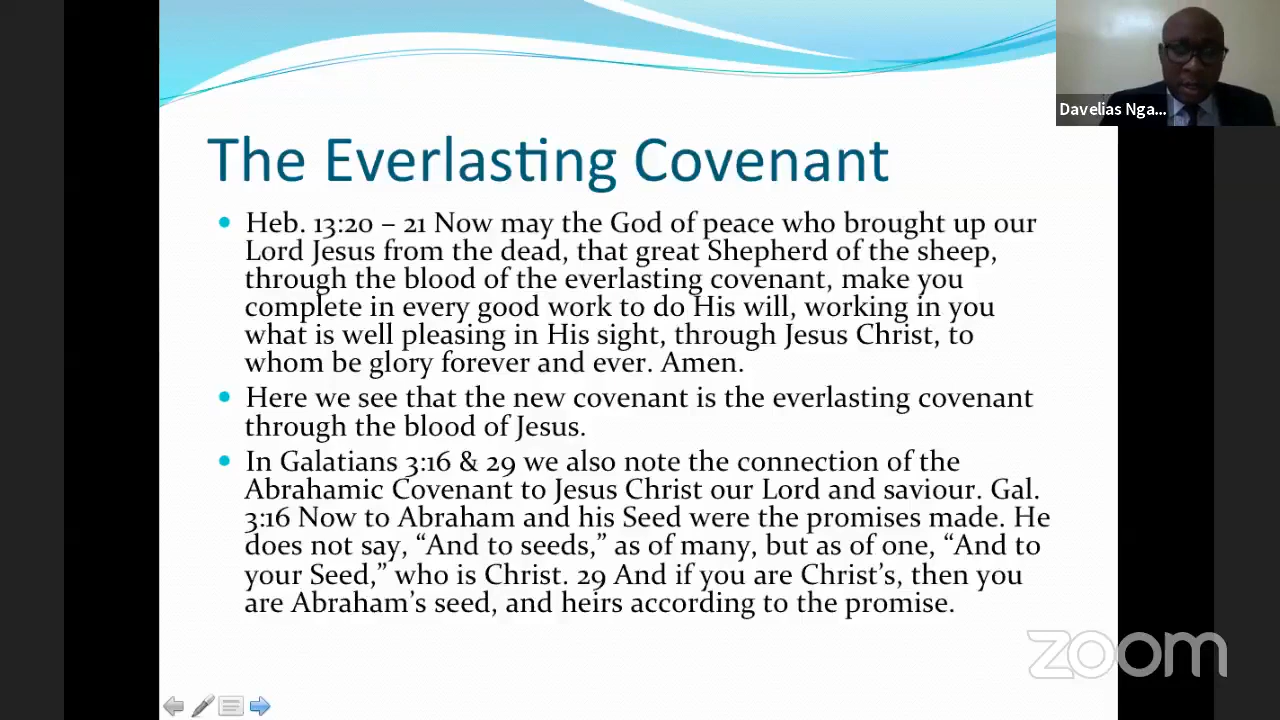 Davelias Nga...
The Everlasting Covenant
Heb. 13:20 – 21 Now may the God of peace who brought up our
Lord Jesus from the dead, that great Shepherd of the sheep,
through the blood of the everlasting covenant, make you
complete in every good work to do His will, working in you
what is well pleasing in His sight, through Jesus Christ, to
whom be glory forever and ever. Amen.
Here we see that the new covenant is the everlasting covenant
through the blood of Jesus.
In Galatians 3:16 & 29 we also note the connection of the
Abrahamic Covenant to Jesus Christ our Lord and saviour. Gal.
3:16 Now to Abraham and his Seed were the promises made. He
does not say, “And to seeds,” as of many, but as of one, “And to
your Seed,” who is Christ. 29 And if you are Christ’s, then you
are Abraham’s seed, and heirs according to the promise.
zoom